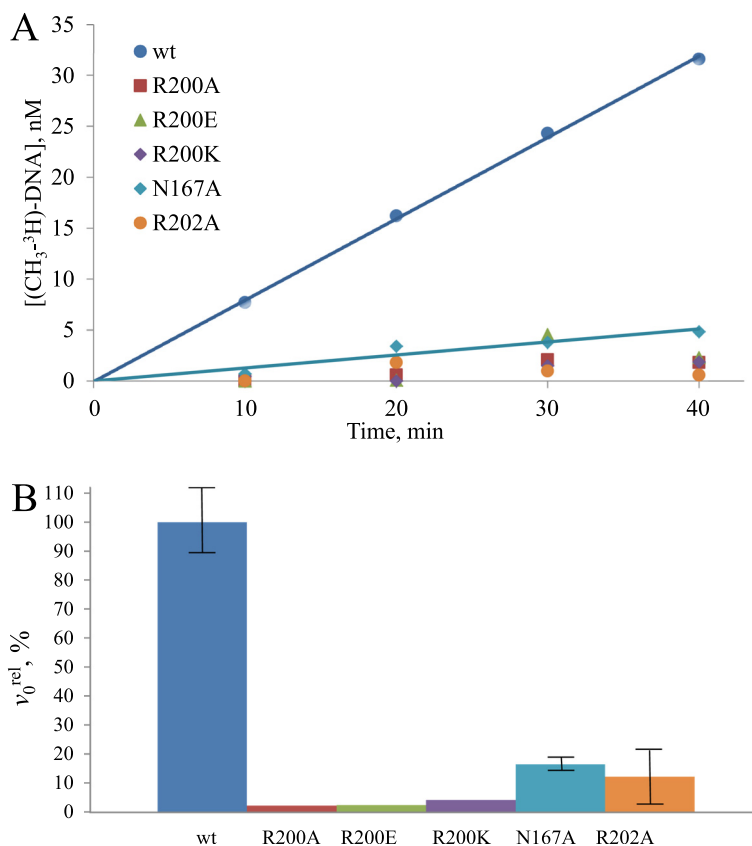 A
35
30
25
20
15
10
5
0
[(CH₃-³H)-DNA], nM
wt
R200A
R200E
R200K
N167A
R202A
0 10 20 30 40
Time, min
B
110
100
90
80
70
60
50
40
30
20
10
0
v₀ʳᵉˡ, %
wt R200A R200E R200K N167A R202A